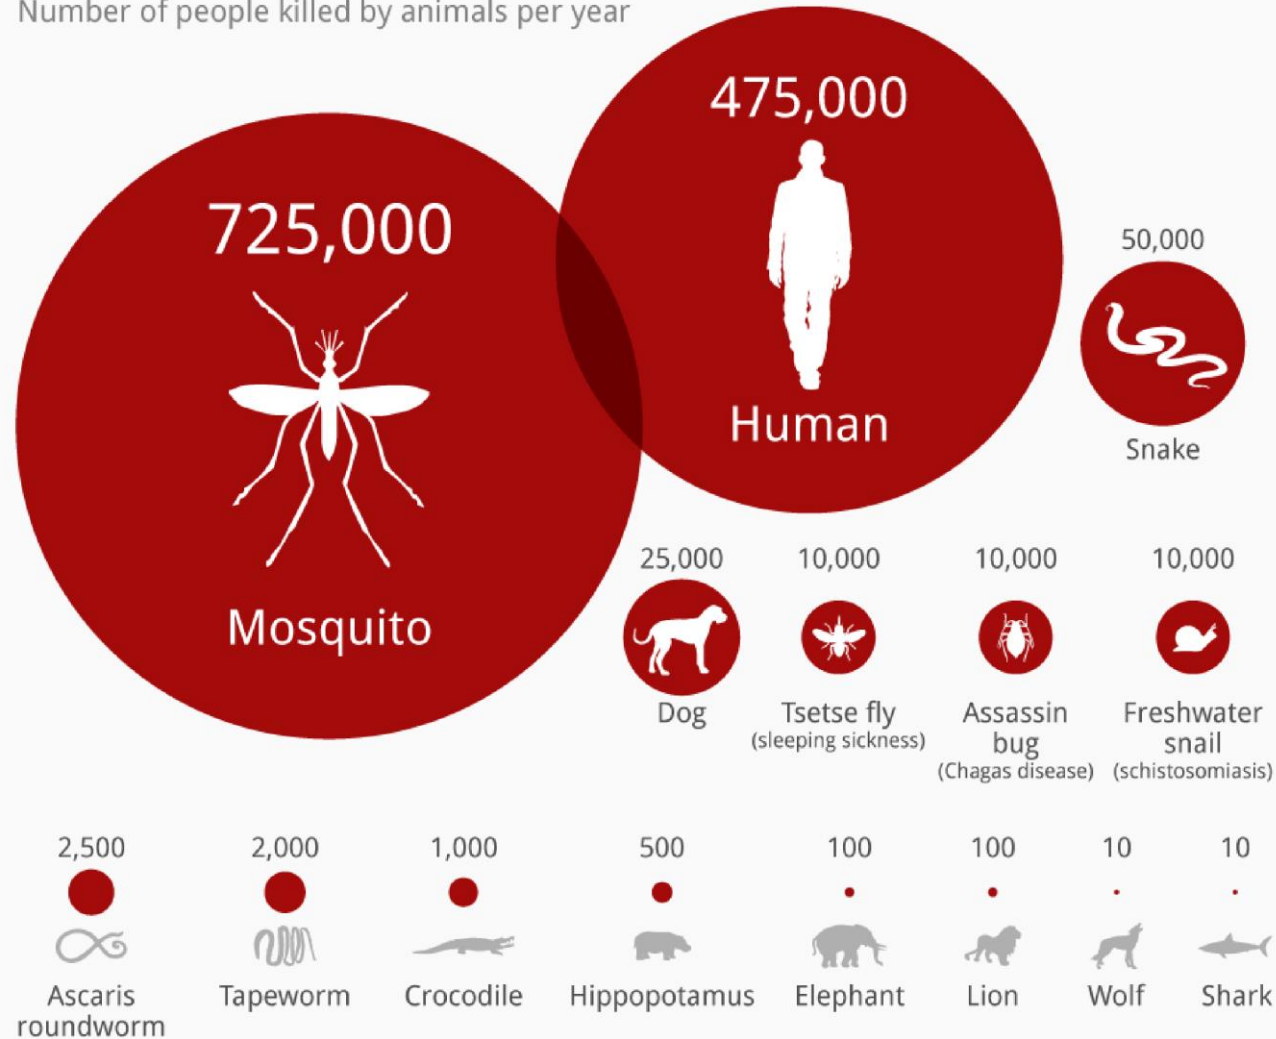 Number of people killed by animals per year
475,000
Human
725,000
Mosquito
50,000
Snake
25,000
Dog
10,000
Tsetse fly
(sleeping sickness)
10,000
Assassin
bug
(Chagas disease)
10,000
Freshwater
snail
(schistosomiasis)
2,500
Ascaris
roundworm
2,000
Tapeworm
1,000
Crocodile
500
Hippopotamus
100
Elephant
100
Lion
10
Wolf
10
Shark